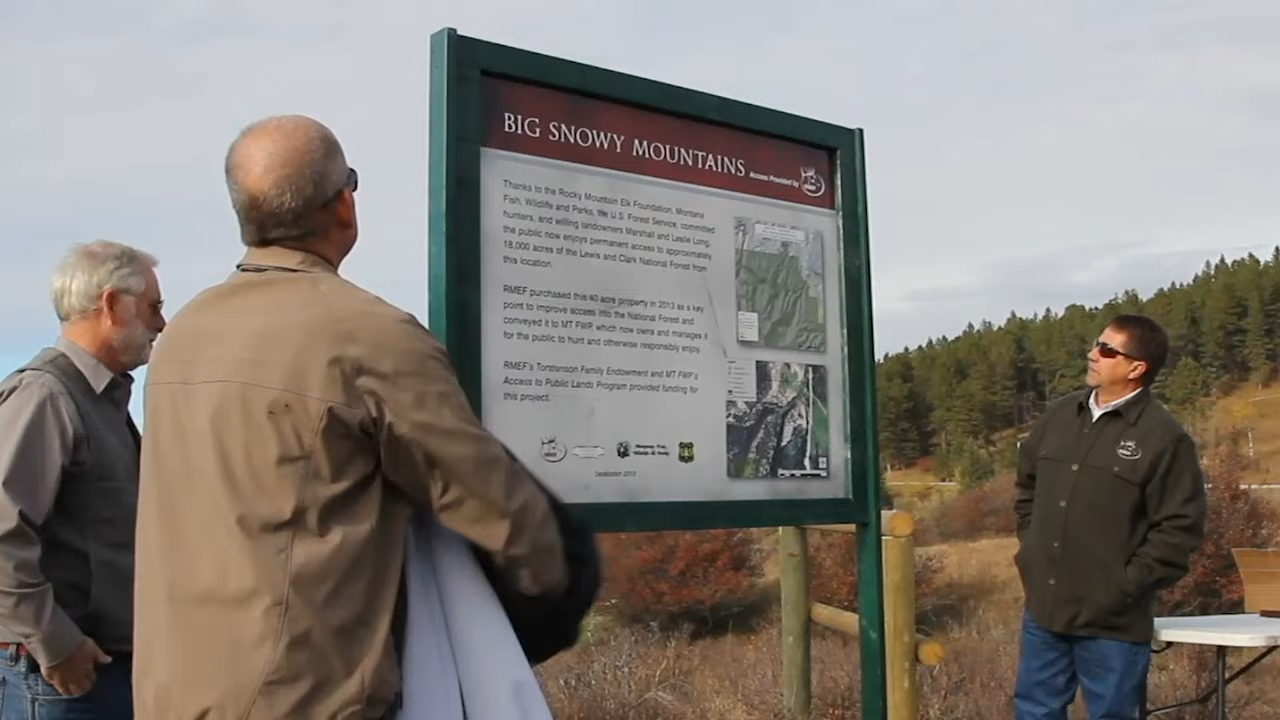 BIG SNOWY MOUNTAINS
Access Provided by
Thanks to the Rocky Mountain Elk Foundation, Montana
Fish, Wildlife and Parks, the U.S. Forest Service, committed
hunters, and willing landowners Marshall and Leslie Long,
the public now enjoys permanent access to approximately
18,000 acres of the Lewis and Clark National Forest from
this location.
RMEF purchased this 40 acre property in 2013 as a key
point to improve access into the National Forest and
conveyed it to MT FWP, which now owns and manages it
for the public to hunt and otherwise responsibly enjoy.
RMEF's Torstenson Family Endowment and MT FWP's
Access to Public Lands Program provided funding for
this project.